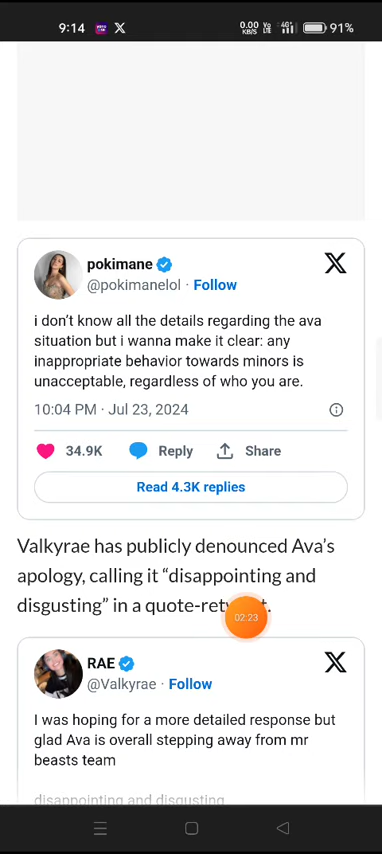 9:14 0.00 KB/S Vo LTE 4G+ 91%
pokimane
@pokimanelol · Follow
i don't know all the details regarding the ava
situation but i wanna make it clear: any
inappropriate behavior towards minors is
unacceptable, regardless of who you are.
10:04 PM · Jul 23, 2024
34.9K Reply Share
Read 4.3K replies
Valkyrae has publicly denounced Ava's
apology, calling it “disappointing and
disgusting” in a
02:23
RAE
@Valkyrae · Follow
I was hoping for a more detailed response but
glad Ava is overall stepping away from mr
beasts team
disappointing and disgusting